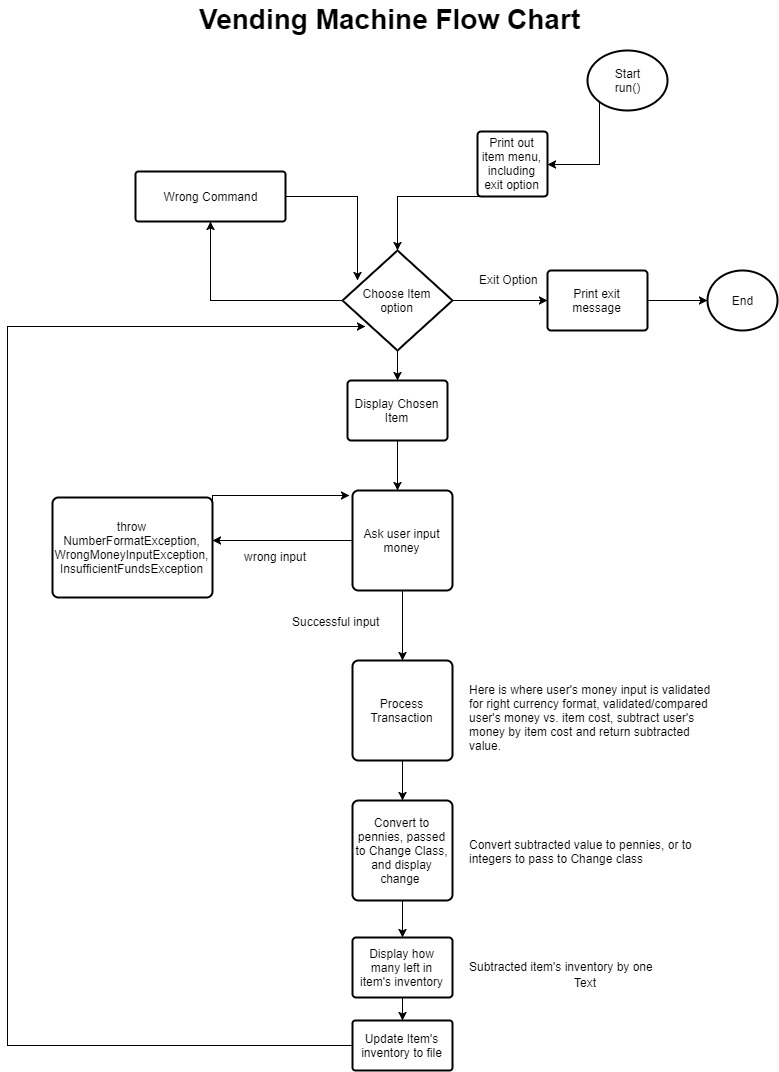 Vending Machine Flow Chart
Start
run()
Print out
item menu,
including
exit option
Wrong Command
Choose Item
option
Exit Option
Print exit
message
End
Display Chosen
Item
throw
NumberFormatException,
WrongMoneyInputException,
InsufficientFundsException
Ask user input
money
wrong input
Successful input
Process
Transaction
Here is where user's money input is validated
for right currency format, validated/compared
user's money vs. item cost, subtract user's
money by item cost and return subtracted
value.
Convert to
pennies, passed
to Change Class,
and display
change
Convert subtracted value to pennies, or to
integers to pass to Change class
Display how
many left in
item's inventory
Subtracted item's inventory by one
Text
Update Item's
inventory to file